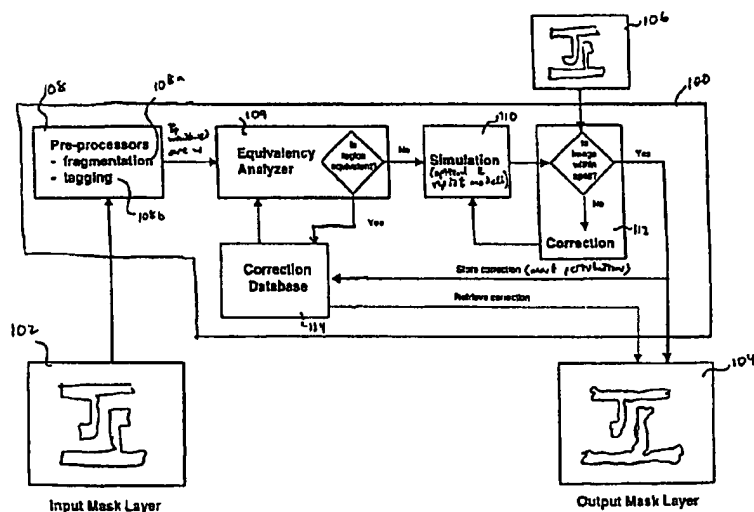 106
100
108
108a
Pre-processors
- fragmentation
- tagging
108b
109
Equivalency
Analyzer
Is
region
equivalent?
No
Yes
110
Simulation
(optical &
resist models)
Is
image
within
spec?
Yes
No
Correction
112
Correction
Database
114
Store correction
Retrieve correction
102
Input Mask Layer
104
Output Mask Layer